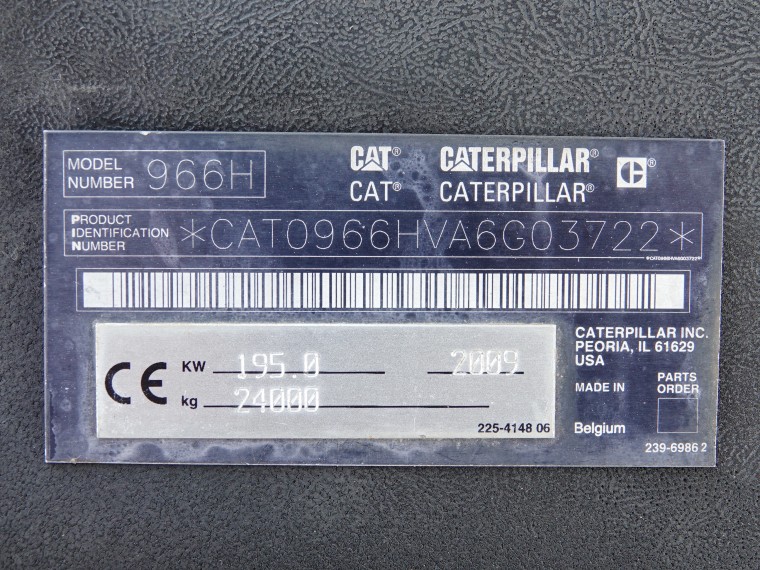 MODEL NUMBER 966H
CAT® CATERPILLAR®
CAT® CATERPILLAR®
PRODUCT IDENTIFICATION NUMBER *CAT0966HVA6G03722*
*CAT0966HVA6G03722*
CE
KW 195.0 2009
kg 24000
225-4148 06
CATERPILLAR INC.
PEORIA, IL 61629
USA
MADE IN
Belgium
PARTS ORDER
239-6986 2